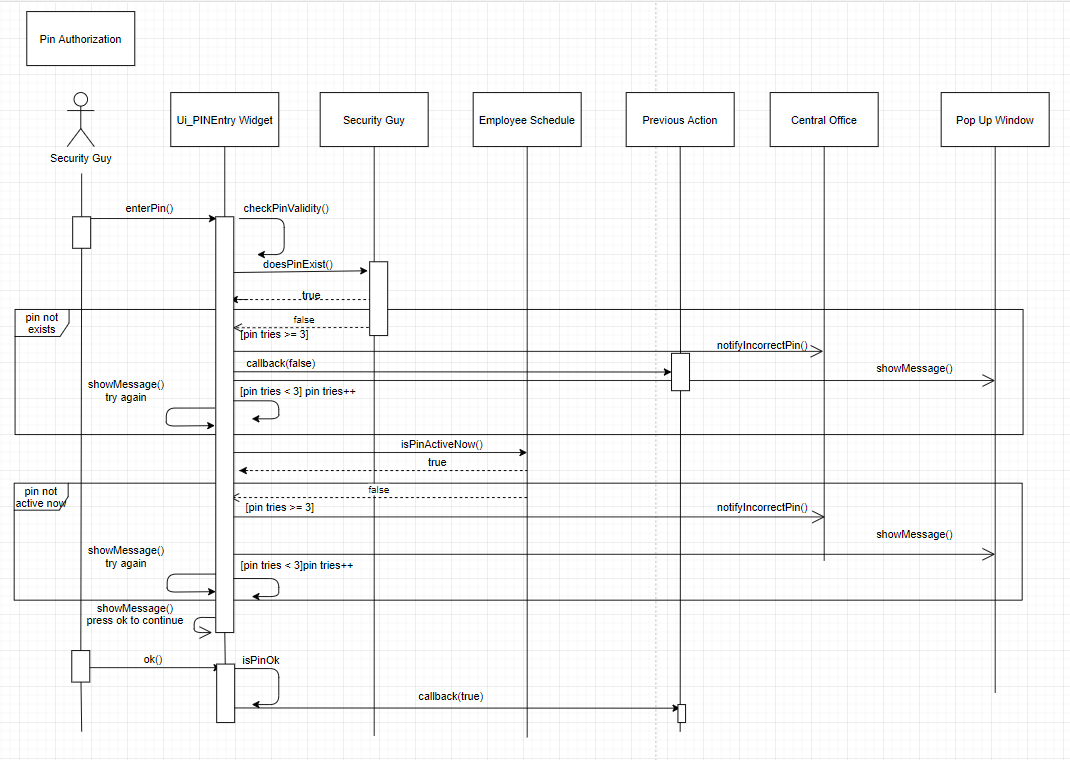 Pin Authorization
Security Guy
Ui_PINEntry Widget
Security Guy
Employee Schedule
Previous Action
Central Office
Pop Up Window
enterPin()
checkPinValidity()
doesPinExist()
true
pin not
exists
false
[pin tries >= 3]
notifyIncorrectPin()
callback(false)
showMessage()
showMessage()
try again
[pin tries < 3] pin tries++
isPinActiveNow()
true
pin not
active now
false
[pin tries >= 3]
notifyIncorrectPin()
showMessage()
showMessage()
try again
[pin tries < 3]pin tries++
showMessage()
press ok to continue
ok()
isPinOk
callback(true)